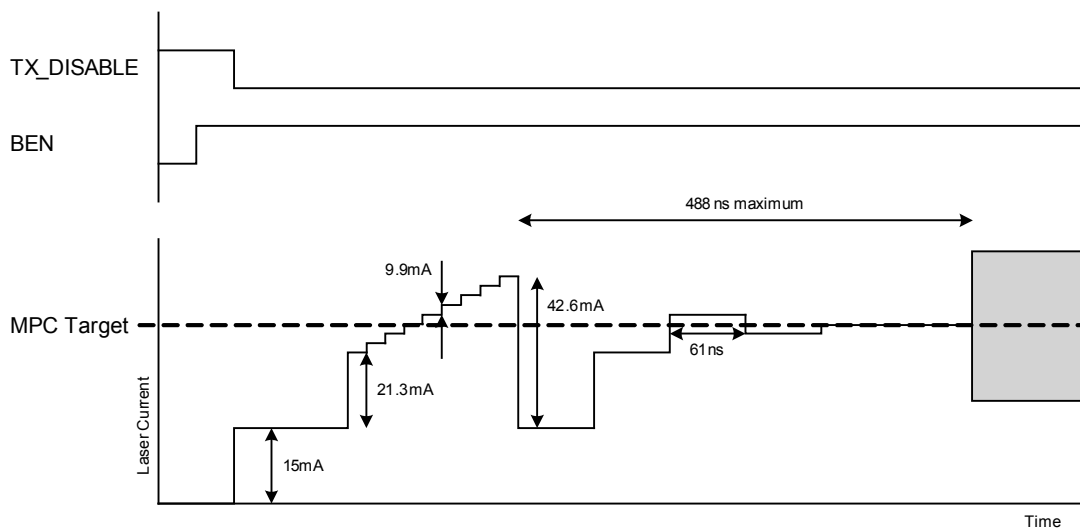 TX_DISABLE
BEN
488 ns maximum
9.9mA
42.6mA
MPC Target
61ns
21.3mA
Laser Current
15mA
Time